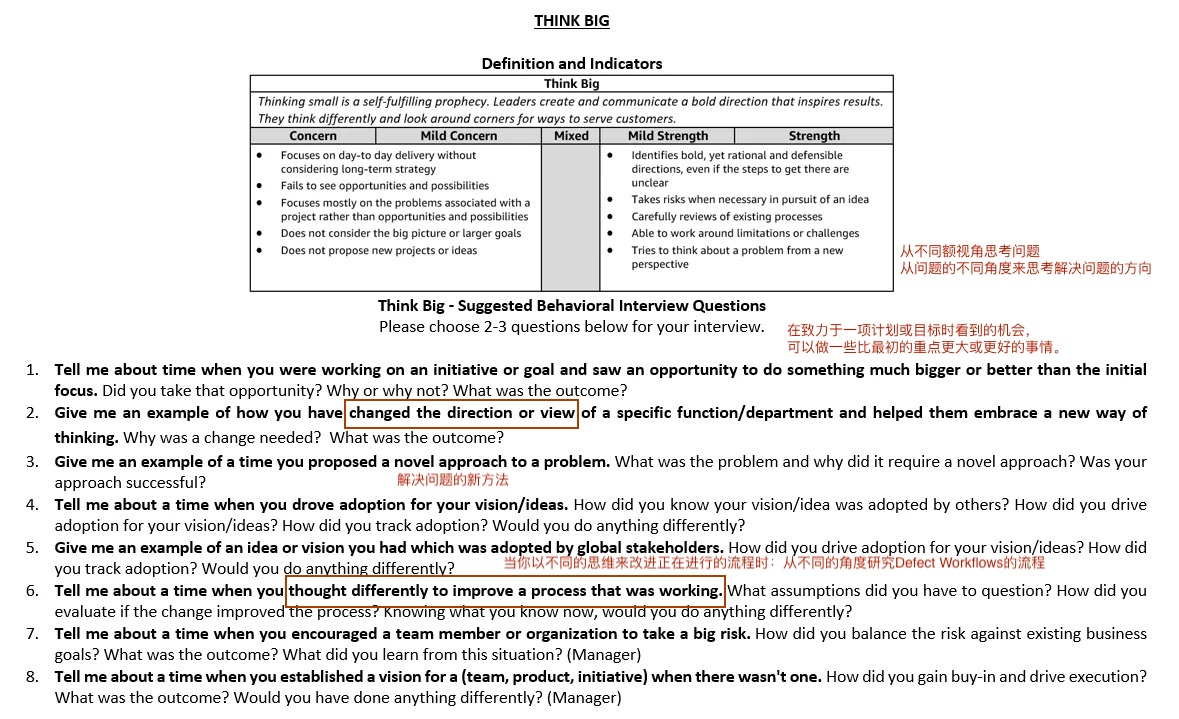 THINK BIG
Definition and Indicators
Think Big
Thinking small is a self-fulfilling prophecy. Leaders create and communicate a bold direction that inspires results.
They think differently and look around corners for ways to serve customers.
Concern Mild Concern Mixed Mild Strength Strength
• Focuses on day-to day delivery without
considering long-term strategy
• Fails to see opportunities and possibilities
• Focuses mostly on the problems associated with a
project rather than opportunities and possibilities
• Does not consider the big picture or larger goals
• Does not propose new projects or ideas
• Identifies bold, yet rational and defensible
directions, even if the steps to get there are
unclear
• Takes risks when necessary in pursuit of an idea
• Carefully reviews of existing processes
• Able to work around limitations or challenges
• Tries to think about a problem from a new
perspective
从不同额视角思考问题
从问题的不同角度来思考解决问题的方向
Think Big - Suggested Behavioral Interview Questions
Please choose 2-3 questions below for your interview.
在致力于一项计划或目标时看到的机会，
可以做一些比最初的重点更大或更好的事情。
1. Tell me about time when you were working on an initiative or goal and saw an opportunity to do something much bigger or better than the initial
focus. Did you take that opportunity? Why or why not? What was the outcome?
2. Give me an example of how you have changed the direction or view of a specific function/department and helped them embrace a new way of
thinking. Why was a change needed? What was the outcome?
3. Give me an example of a time you proposed a novel approach to a problem. What was the problem and why did it require a novel approach? Was your
approach successful?
解决问题的新方法
4. Tell me about a time when you drove adoption for your vision/ideas. How did you know your vision/idea was adopted by others? How did you drive
adoption for your vision/ideas? How did you track adoption? Would you do anything differently?
5. Give me an example of an idea or vision you had which was adopted by global stakeholders. How did you drive adoption for your vision/ideas? How did
you track adoption? Would you do anything differently?
当你以不同的思维来改进正在进行的流程时：从不同的角度研究Defect Workflows的流程
6. Tell me about a time when you thought differently to improve a process that was working. What assumptions did you have to question? How did you
evaluate if the change improved the process? Knowing what you know now, would you do anything differently?
7. Tell me about a time when you encouraged a team member or organization to take a big risk. How did you balance the risk against existing business
goals? What was the outcome? What did you learn from this situation? (Manager)
8. Tell me about a time when you established a vision for a (team, product, initiative) when there wasn't one. How did you gain buy-in and drive execution?
What was the outcome? Would you have done anything differently? (Manager)